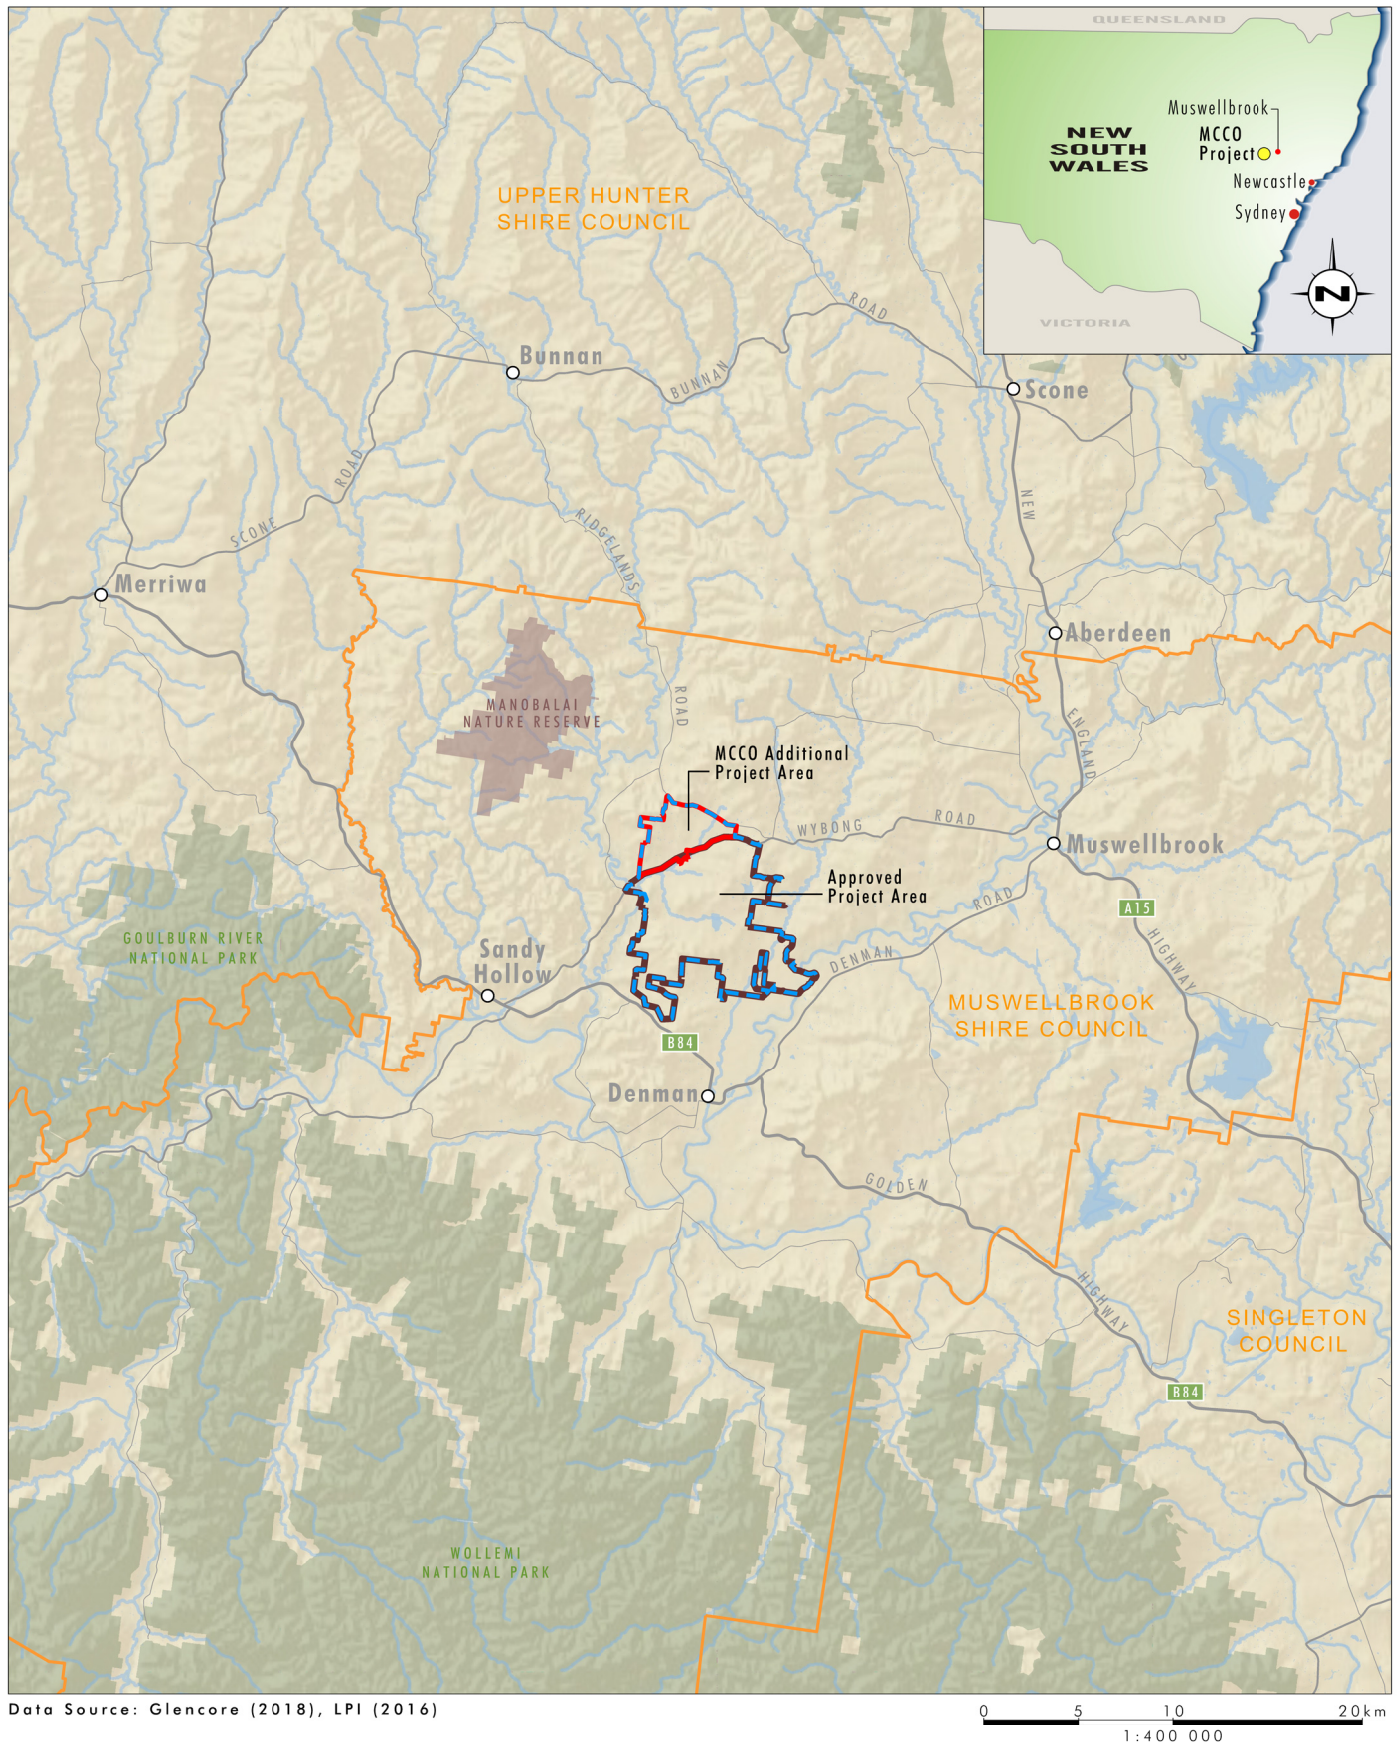 QUEENSLAND
Muswellbrook
MCCO
Project
NEW
SOUTH
WALES
Newcastle
Sydney
N
VICTORIA
UPPER HUNTER
SHIRE COUNCIL
ROAD
Bunnan
BUNNAN
Scone
ROAD
NEW
SCONE
RIDGELANDS
Merriwa
Aberdeen
MANOBALAI
NATURE RESERVE
ROAD
ENGLAND
MCCO Additional
Project Area
WYBONG
ROAD
Muswellbrook
Approved
Project Area
ROAD
A15
GOULBURN RIVER
NATIONAL PARK
Sandy
Hollow
DENMAN
HIGHWAY
MUSWELLBROOK
SHIRE COUNCIL
B84
Denman
GOLDEN
HIGHWAY
SINGLETON
COUNCIL
B84
WOLLEMI
NATIONAL PARK
Data Source: Glencore (2018), LPI (2016)
0 5 10 20km
1:400 000